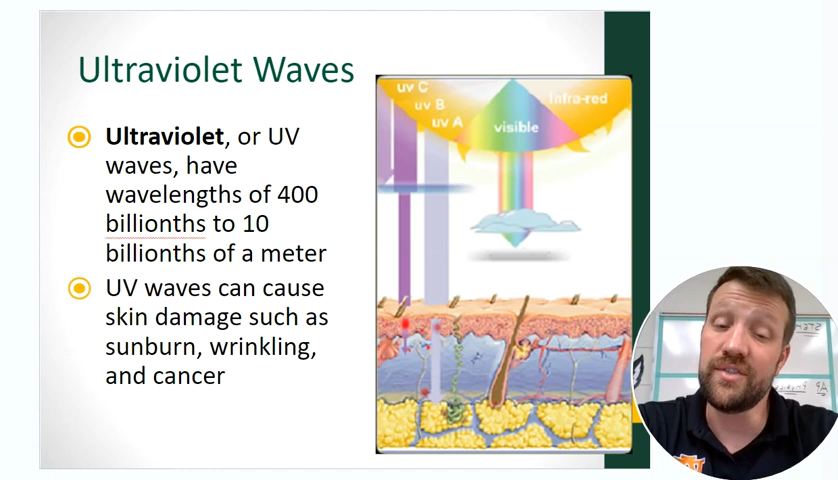 Ultraviolet Waves
Ultraviolet, or UV
waves, have
wavelengths of 400
billionths to 10
billionths of a meter
UV waves can cause
skin damage such as
sunburn, wrinkling,
and cancer
uv C
uv B
uv A
visible
infra-red